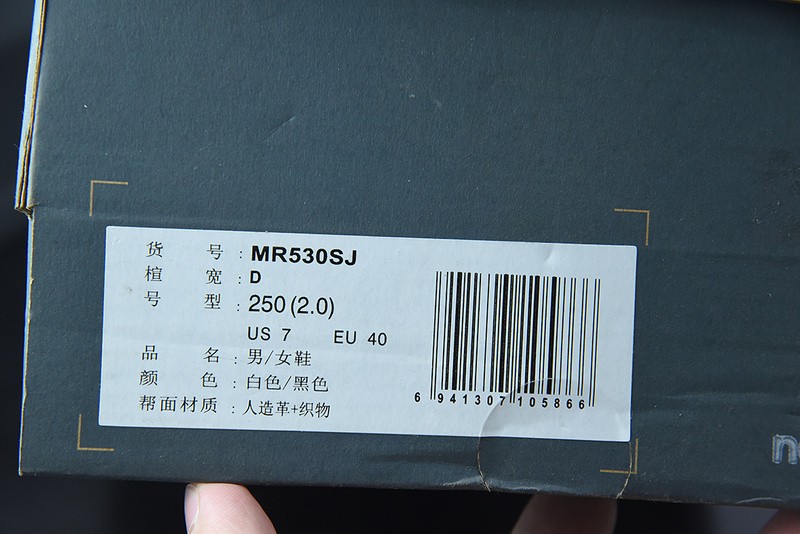 货 号：MR530SJ
楦 宽：D
号 型：250(2.0)
US 7 EU 40
品 名：男/女鞋
颜 色：白色/黑色
帮面材质：人造革+织物
6 941307 105866